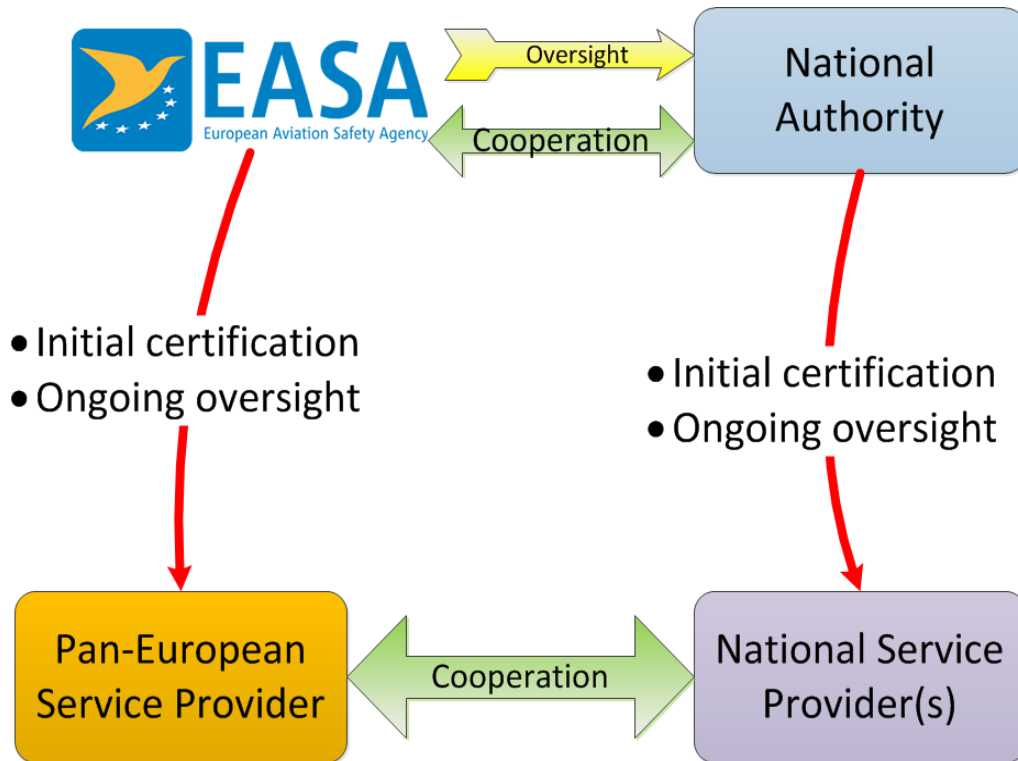 EASA
European Aviation Safety Agency
Oversight
Cooperation
National
Authority
• Initial certification
• Ongoing oversight
• Initial certification
• Ongoing oversight
Pan-European
Service Provider
Cooperation
National Service
Provider(s)